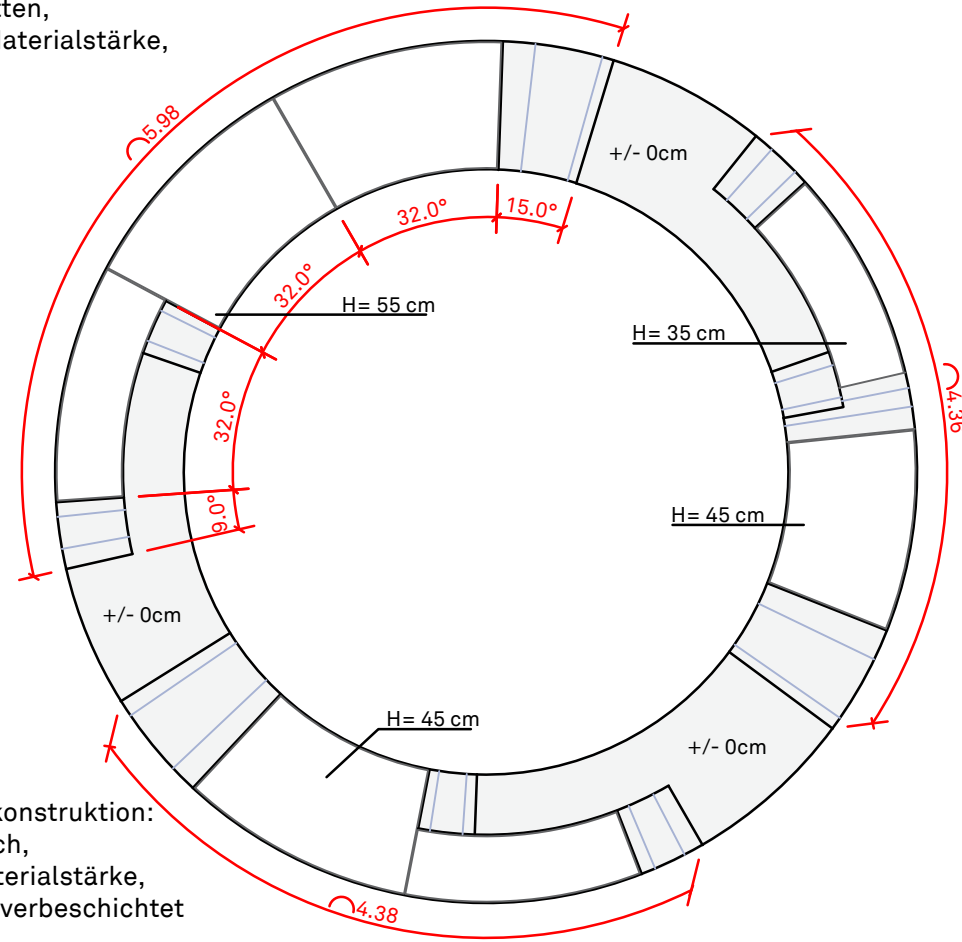 tten,
Materialstärke,
5.98
+/- 0cm
32.0°
15.0°
32.0°
H= 55 cm
H= 35 cm
4.36
32.0°
9.0°
H= 45 cm
+/- 0cm
H= 45 cm
+/- 0cm
konstruktion:
ch,
terialstärke,
verbeschichtet
4.38